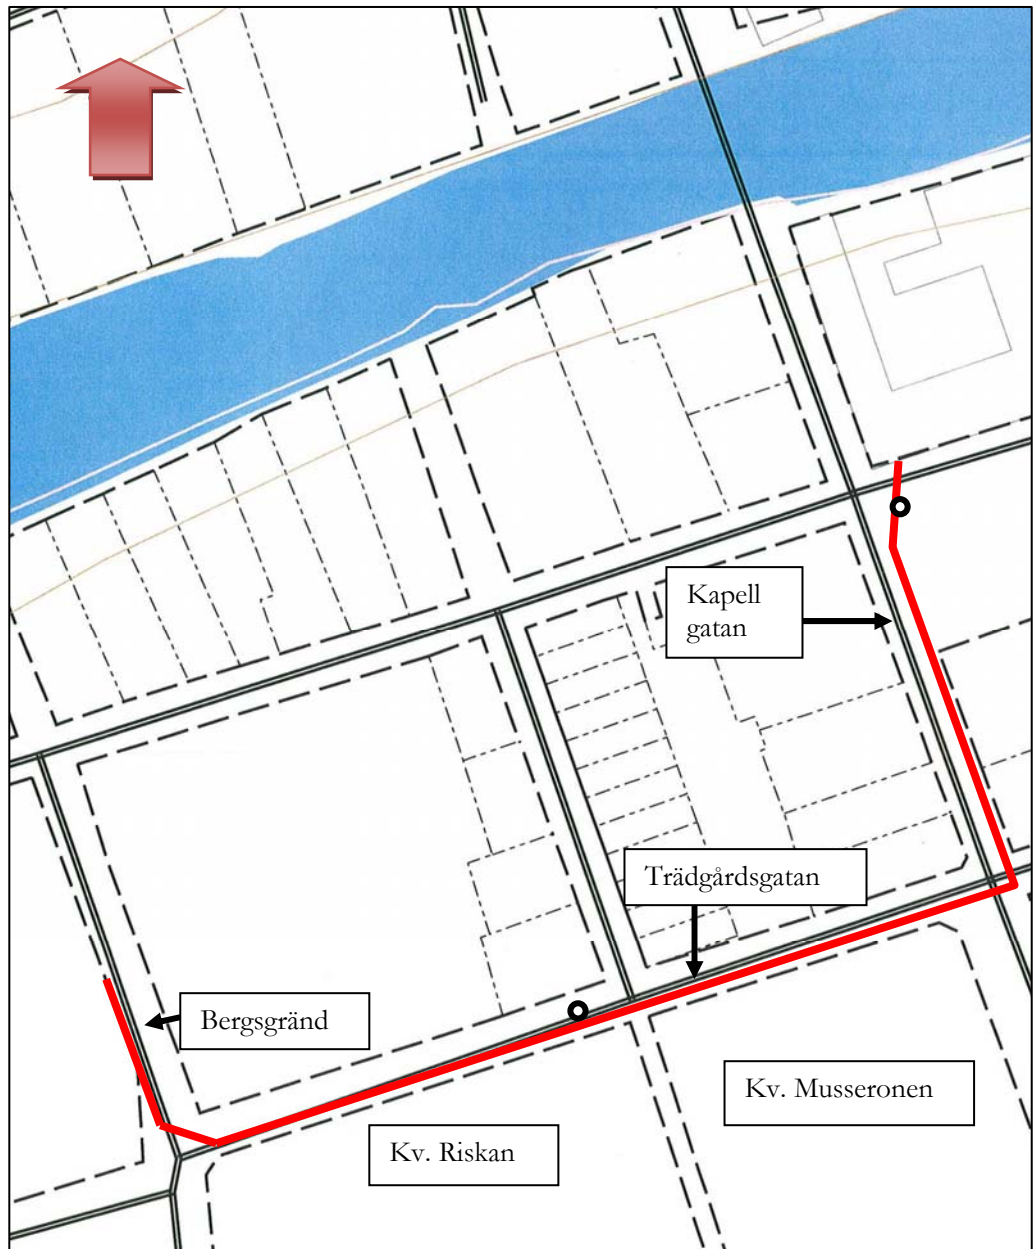 Kapell
gatan
Trädgårdsgatan
Bergsgränd
Kv. Musseronen
Kv. Riskan